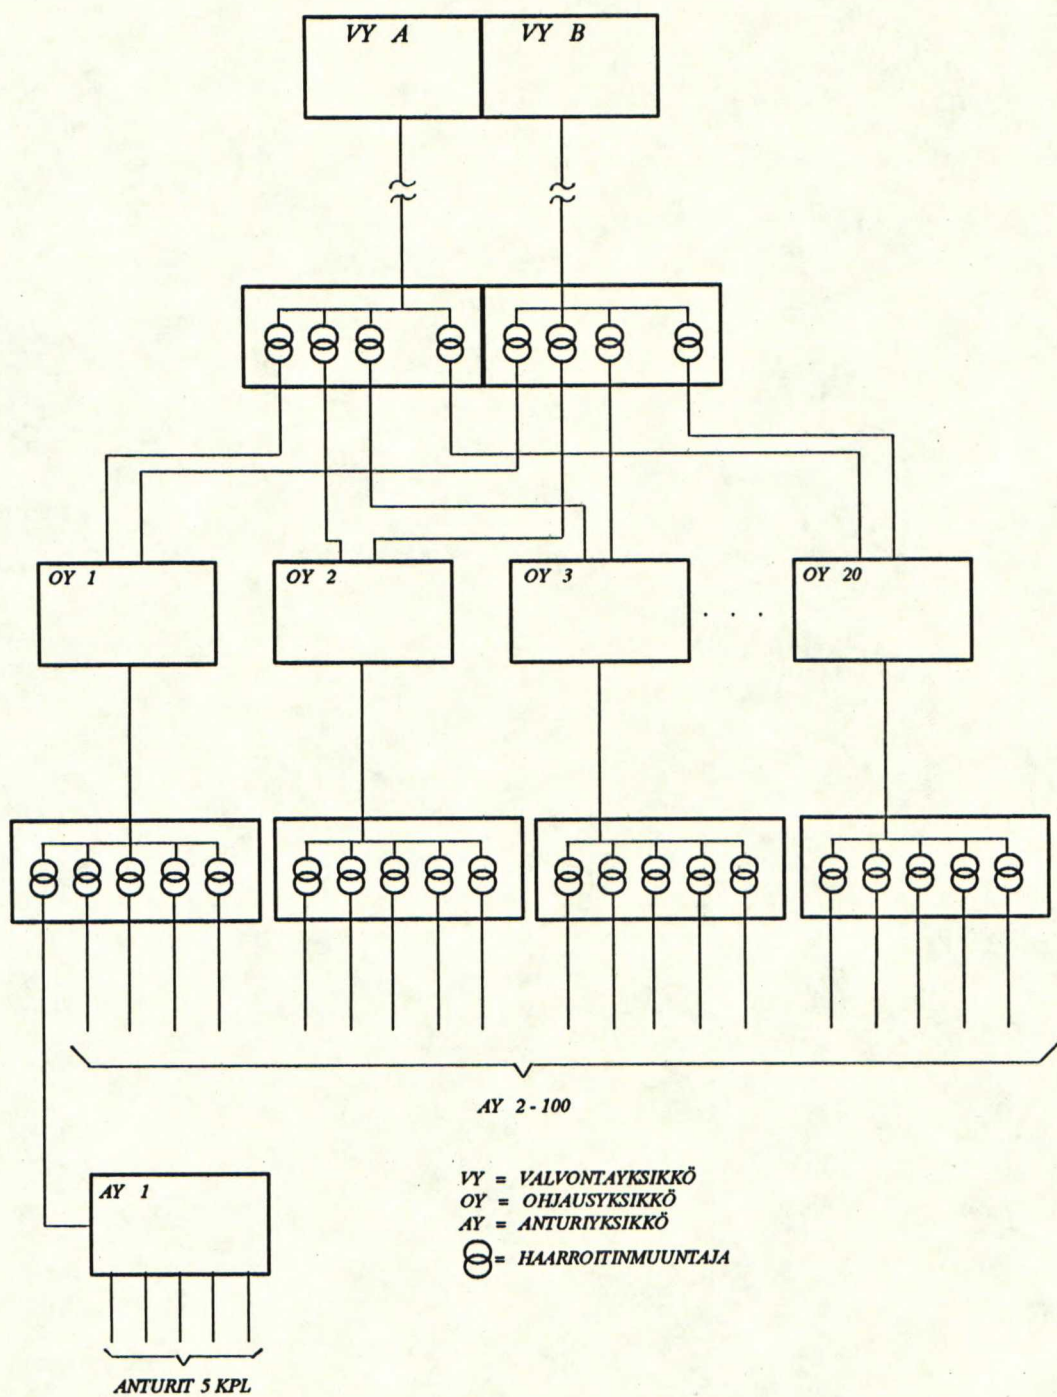 VY A
VY B
OY 1
OY 2
OY 3
. . .
OY 20
AY 2 - 100
AY 1
VY = VALVONTAYKSIKKÖ
OY = OHJAUSYKSIKKÖ
AY = ANTURIYKSIKKÖ
= HAARROITINMUUNTAJA
ANTURIT 5 KPL